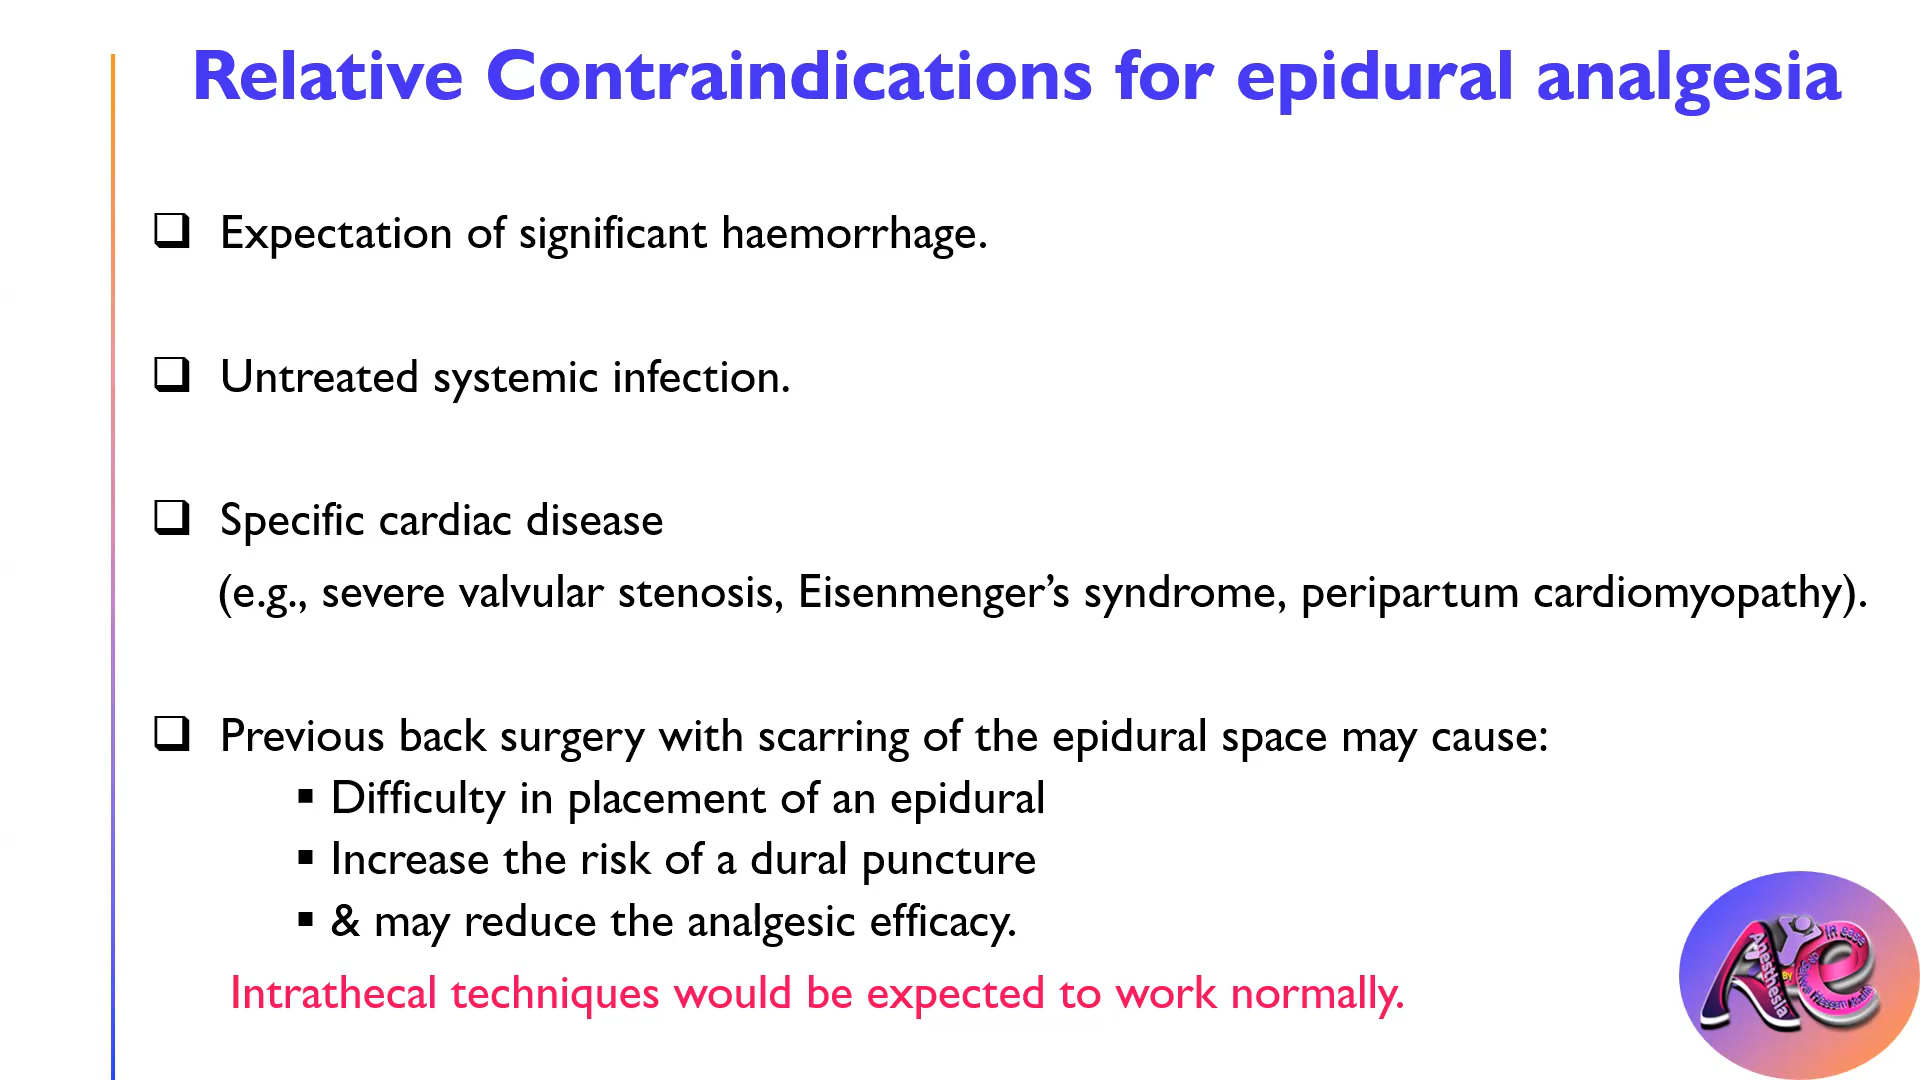 Relative Contraindications for epidural analgesia
Expectation of significant haemorrhage.
Untreated systemic infection.
Specific cardiac disease
(e.g., severe valvular stenosis, Eisenmenger’s syndrome, peripartum cardiomyopathy).
Previous back surgery with scarring of the epidural space may cause:
▪ Difficulty in placement of an epidural
▪ Increase the risk of a dural puncture
▪ & may reduce the analgesic efficacy.
Intrathecal techniques would be expected to work normally.
Anesthesia
By